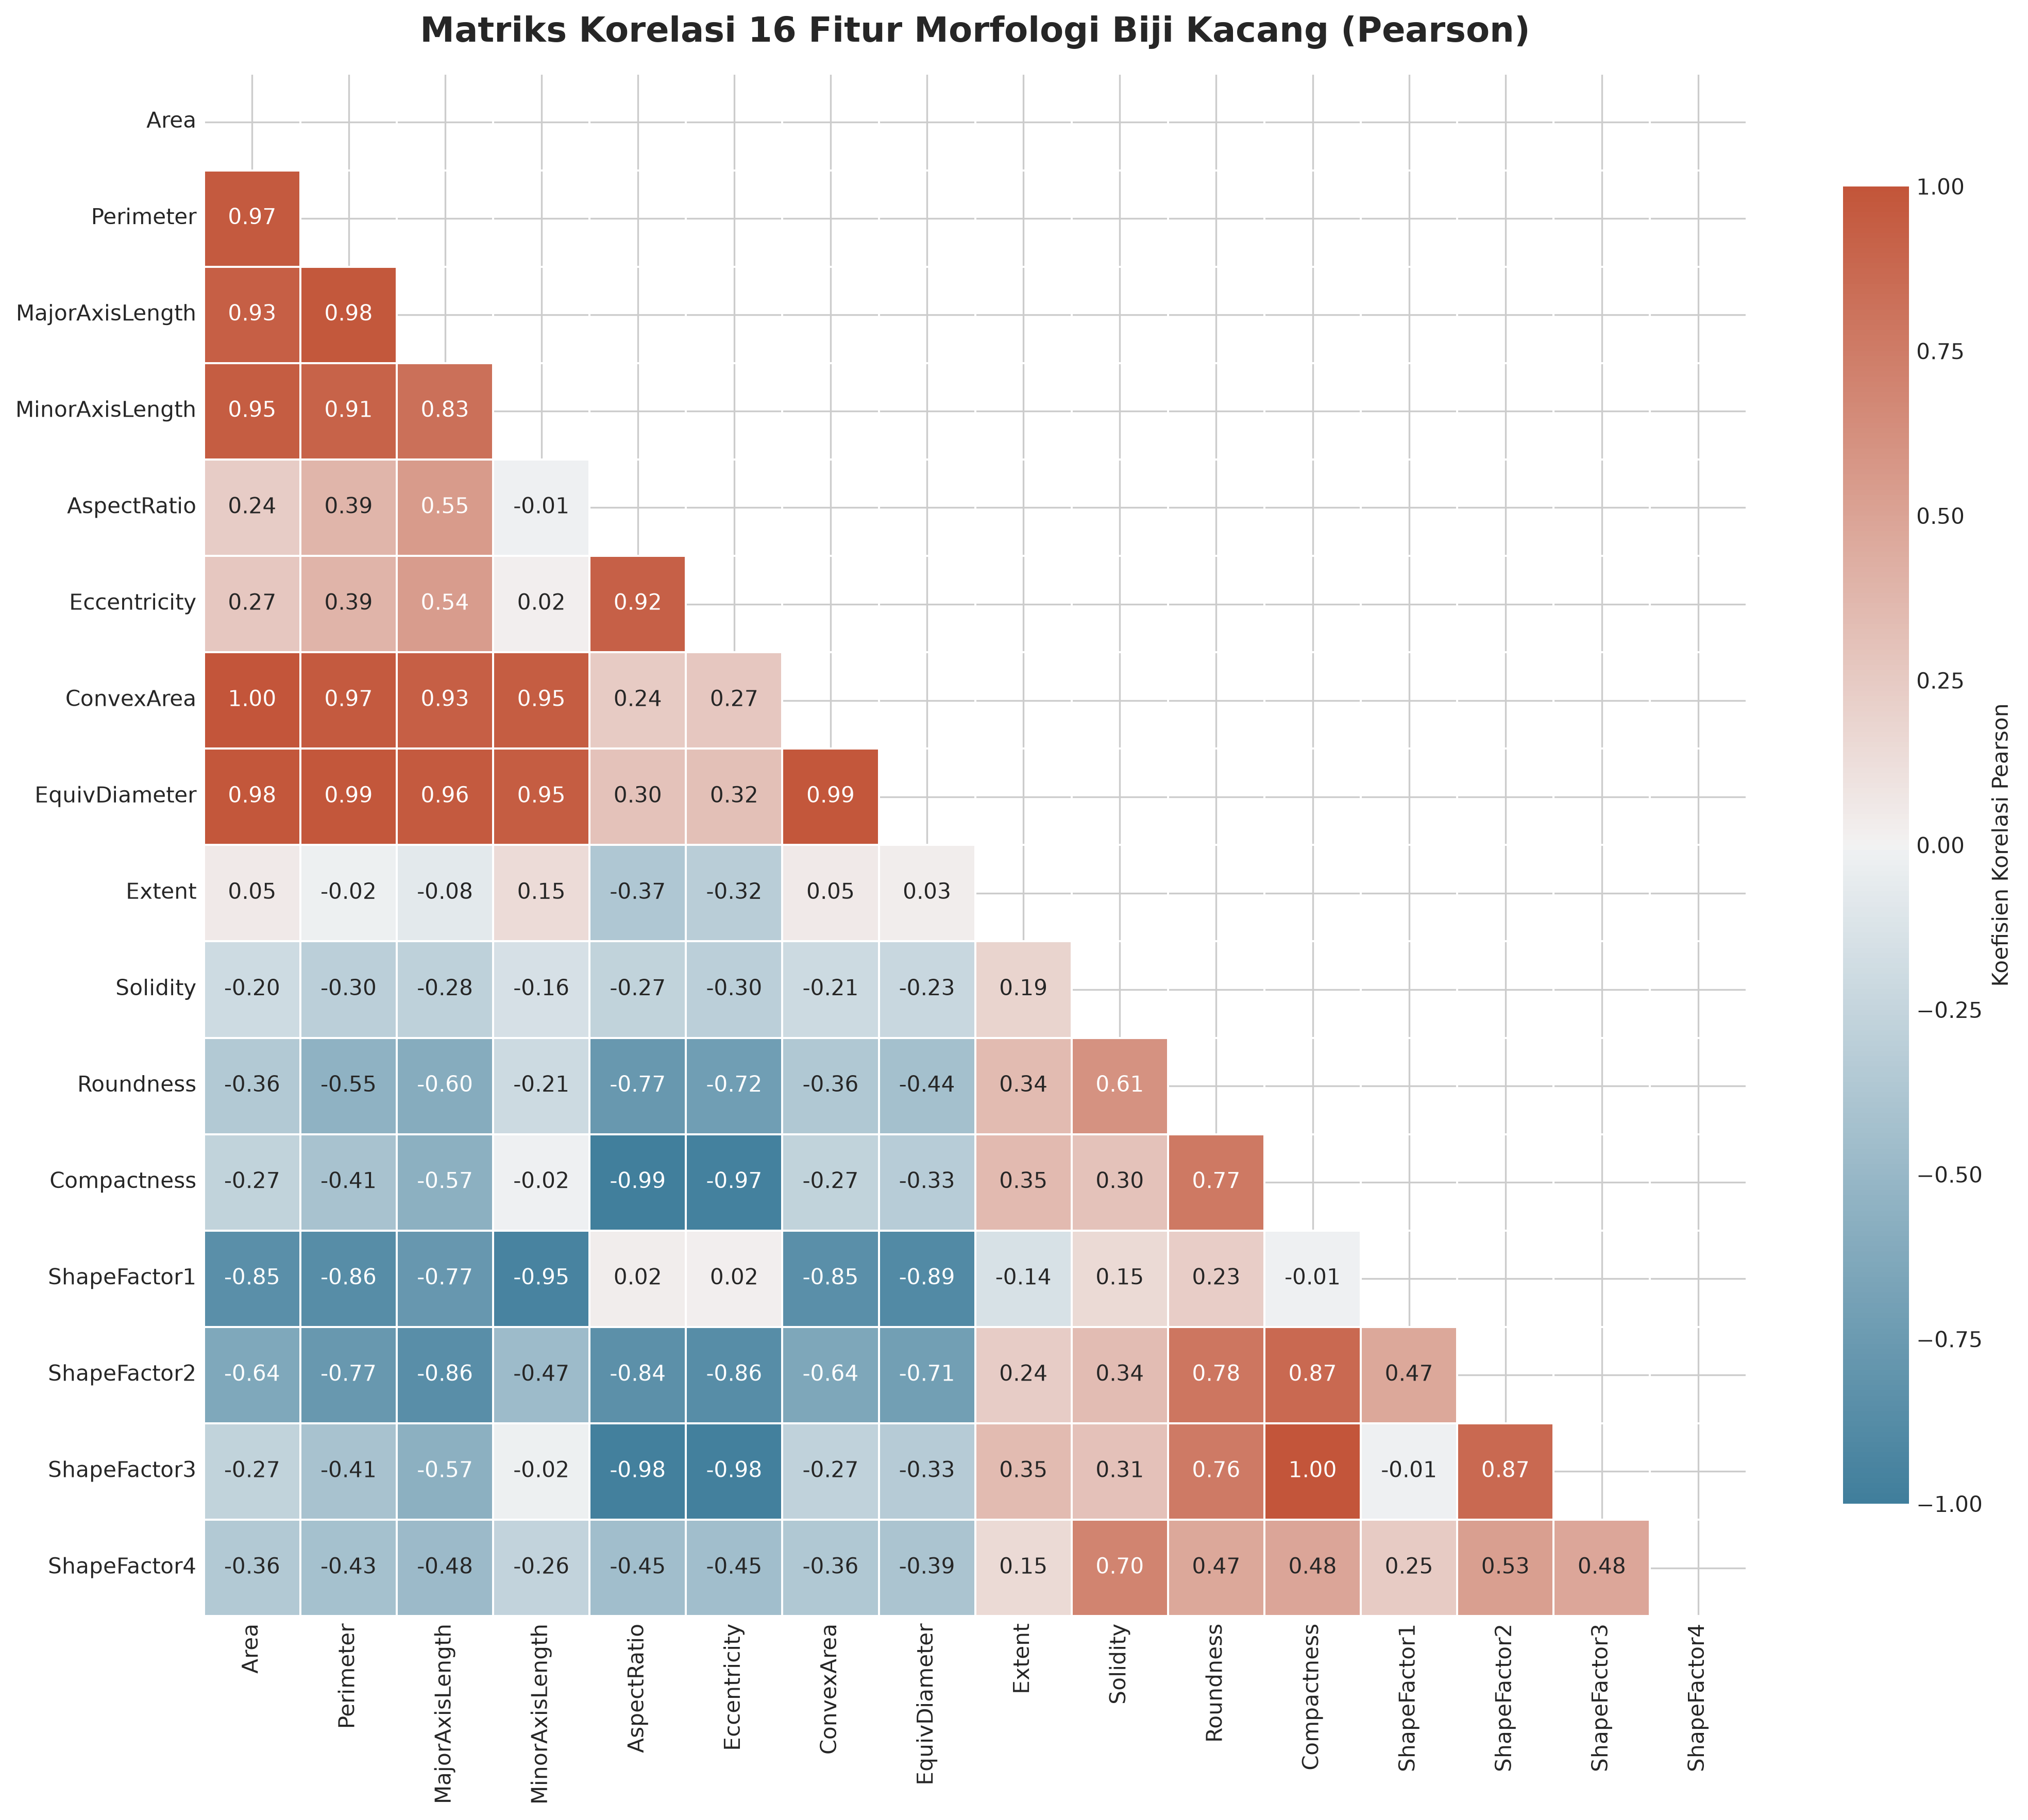 Matriks Korelasi 16 Fitur Morfologi Biji Kacang (Pearson)
Area
Perimeter 0.97
MajorAxisLength 0.93 0.98
MinorAxisLength 0.95 0.91 0.83
AspectRatio 0.24 0.39 0.55 -0.01
Eccentricity 0.27 0.39 0.54 0.02 0.92
ConvexArea 1.00 0.97 0.93 0.95 0.24 0.27
EquivDiameter 0.98 0.99 0.96 0.95 0.30 0.32 0.99
Extent 0.05 -0.02 -0.08 0.15 -0.37 -0.32 0.05 0.03
Solidity -0.20 -0.30 -0.28 -0.16 -0.27 -0.30 -0.21 -0.23 0.19
Roundness -0.36 -0.55 -0.60 -0.21 -0.77 -0.72 -0.36 -0.44 0.34 0.61
Compactness -0.27 -0.41 -0.57 -0.02 -0.99 -0.97 -0.27 -0.33 0.35 0.30 0.77
ShapeFactor1 -0.85 -0.86 -0.77 -0.95 0.02 0.02 -0.85 -0.89 -0.14 0.15 0.23 -0.01
ShapeFactor2 -0.64 -0.77 -0.86 -0.47 -0.84 -0.86 -0.64 -0.71 0.24 0.34 0.78 0.87 0.47
ShapeFactor3 -0.27 -0.41 -0.57 -0.02 -0.98 -0.98 -0.27 -0.33 0.35 0.31 0.76 1.00 -0.01 0.87
ShapeFactor4 -0.36 -0.43 -0.48 -0.26 -0.45 -0.45 -0.36 -0.39 0.15 0.70 0.47 0.48 0.25 0.53 0.48
Area
Perimeter
MajorAxisLength
MinorAxisLength
AspectRatio
Eccentricity
ConvexArea
EquivDiameter
Extent
Solidity
Roundness
Compactness
ShapeFactor1
ShapeFactor2
ShapeFactor3
ShapeFactor4
1.00
0.75
0.50
0.25
0.00
−0.25
−0.50
−0.75
−1.00
Koefisien Korelasi Pearson